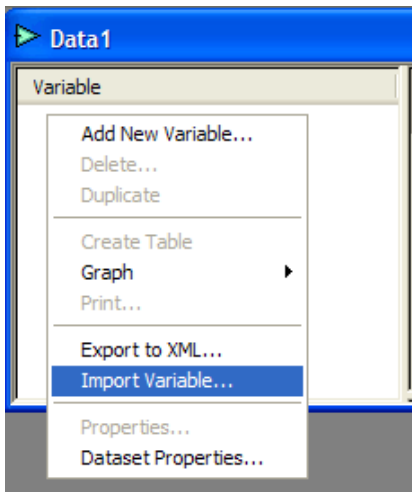 Data1
Variable
Add New Variable...
Delete...
Duplicate
Create Table
Graph
Print...
Export to XML...
Import Variable...
Properties...
Dataset Properties...